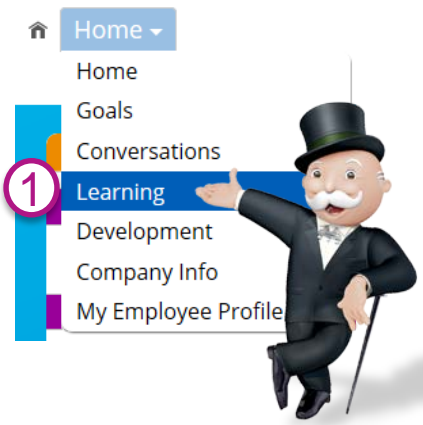 Home
Home
Goals
Conversations
1 Learning
Development
Company Info
My Employee Profile